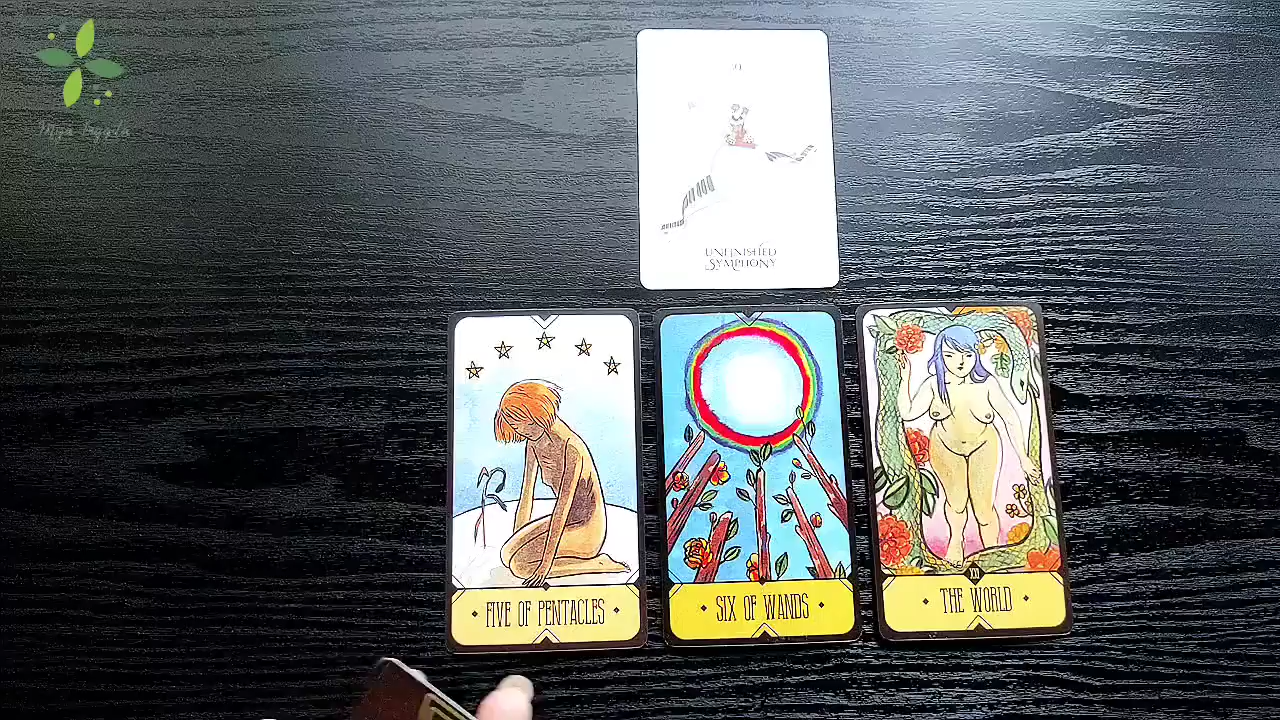 UNFINISHED
SYMPHONY
FIVE OF PENTACLES
SIX OF WANDS
XXI
THE WORLD